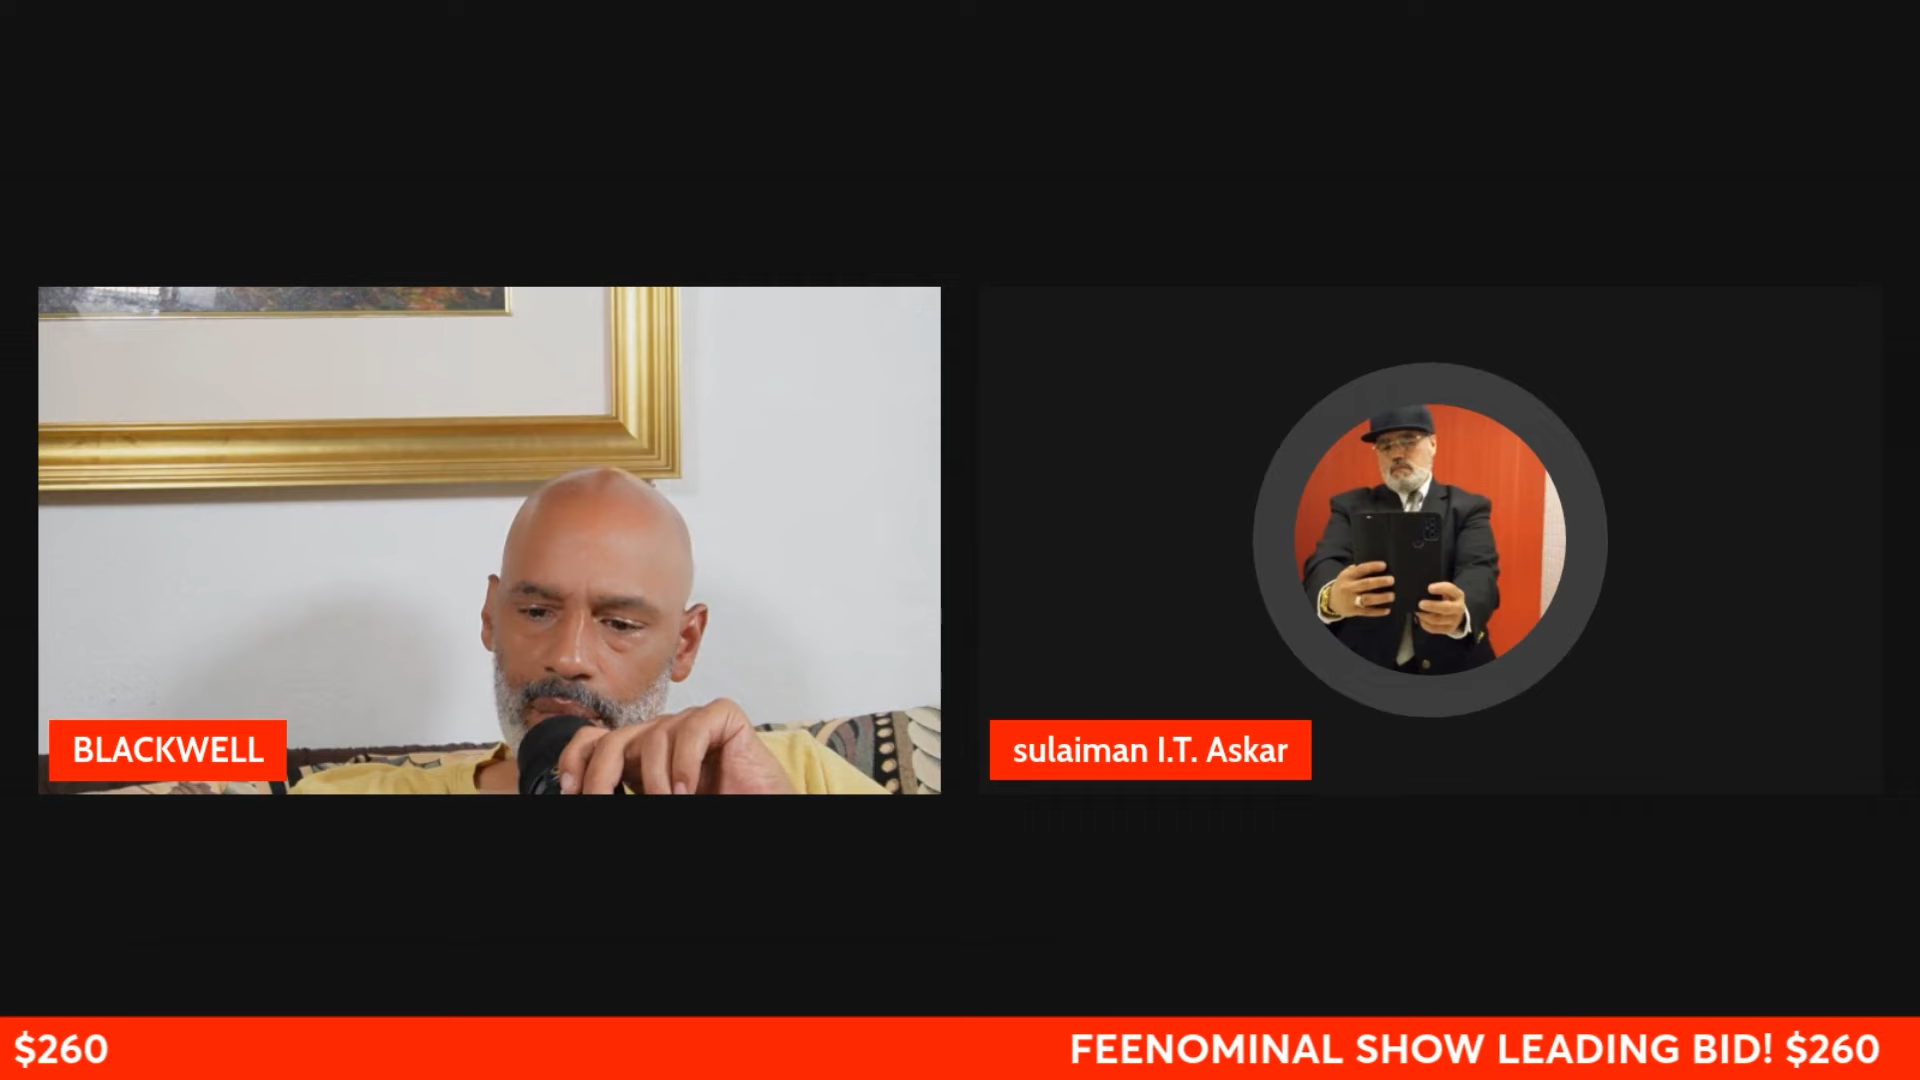 BLACKWELL
sulaiman I.T. Askar
$260
FEENOMINAL SHOW LEADING BID! $260